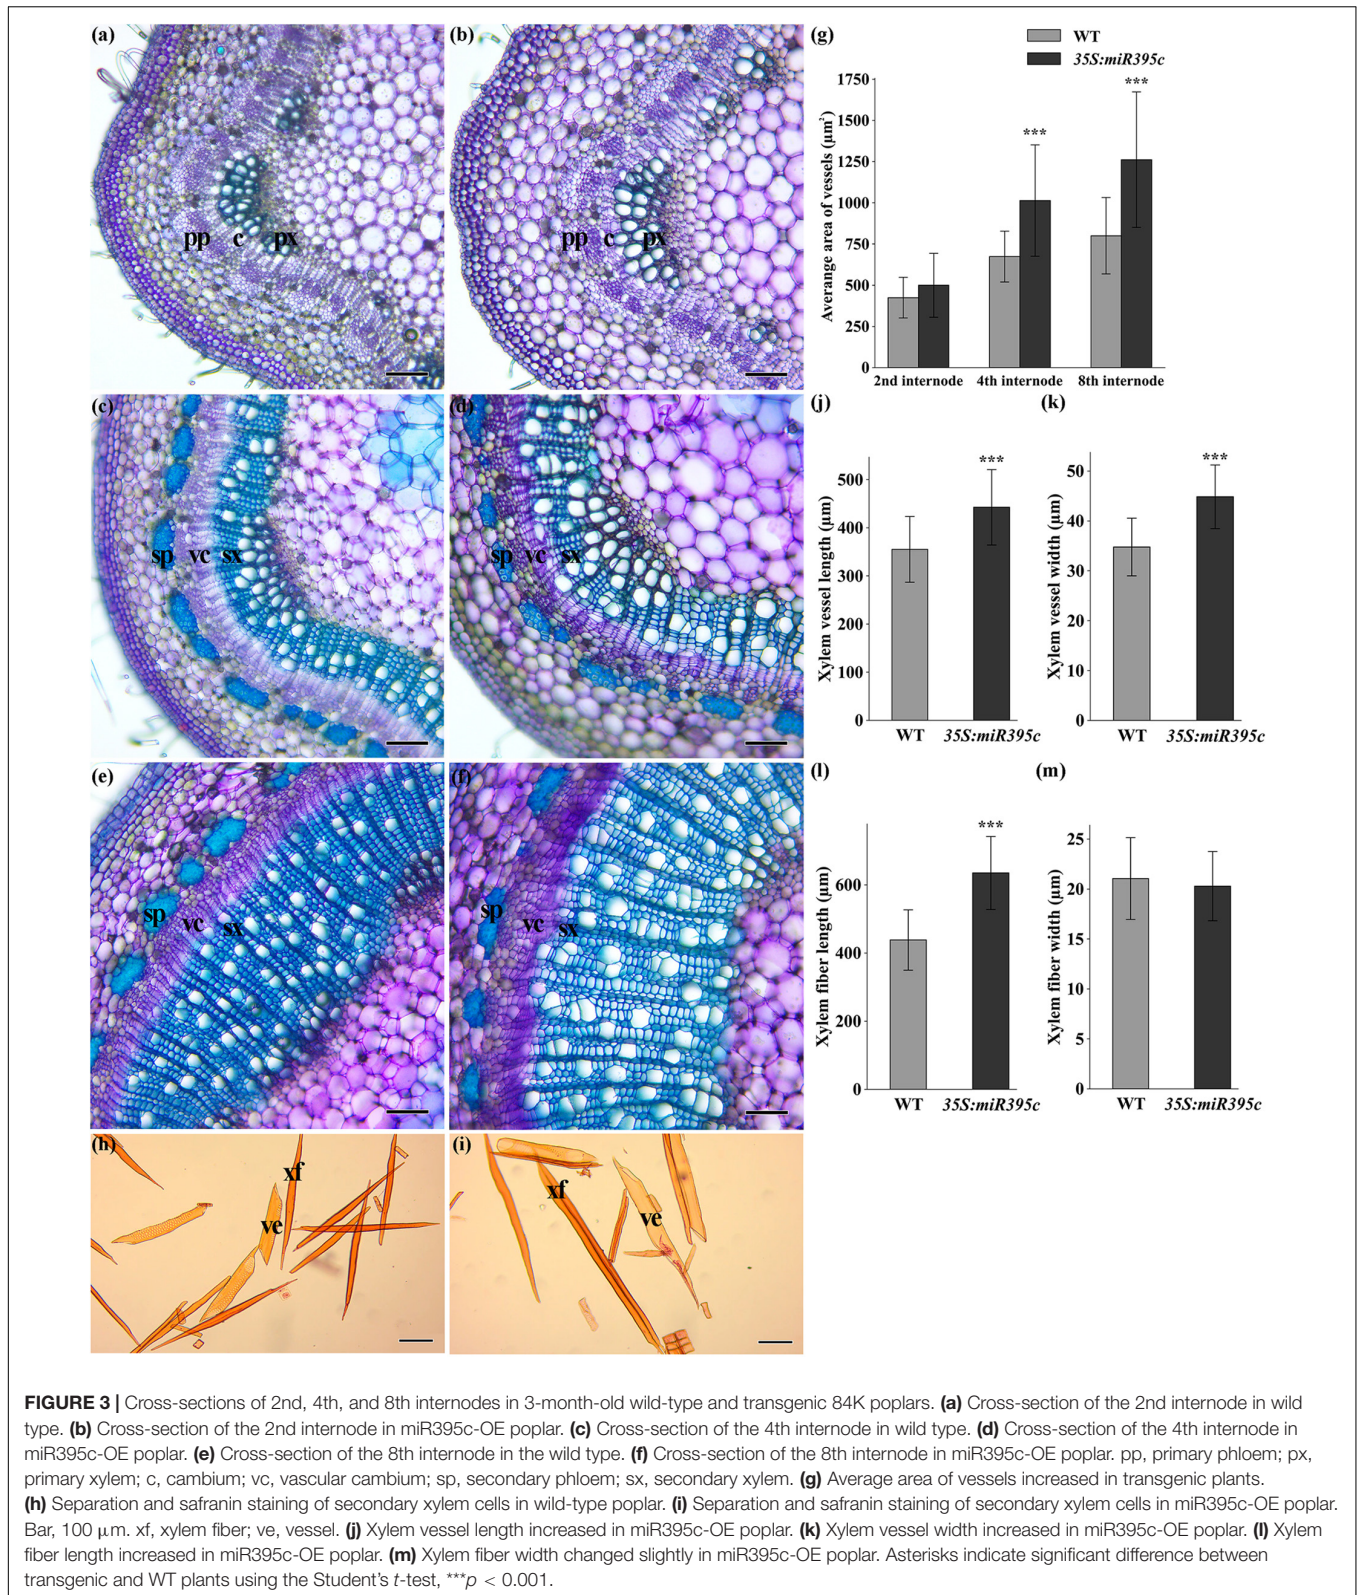 (a)
pp
c
px
(b)
pp
c
px
(g)
WT
35S:miR395c
Averange area of vessels (µm²)
1750
1500
1250
1000
750
500
250
0
***
***
2nd internode
4th internode
8th internode
(c)
sp
vc
sx
(d)
sp
vc
sx
(j)
Xylem vessel length (µm)
500
400
300
200
100
0
***
WT
35S:miR395c
(k)
Xylem vessel width (µm)
50
40
30
20
10
0
***
WT
35S:miR395c
(e)
sp
vc
sx
(f)
sp
vc
sx
(l)
Xylem fiber length (µm)
600
400
200
0
***
WT
35S:miR395c
(m)
Xylem fiber width (µm)
25
20
15
10
5
0
WT
35S:miR395c
(h)
xf
ve
(i)
xf
ve
FIGURE 3 | Cross-sections of 2nd, 4th, and 8th internodes in 3-month-old wild-type and transgenic 84K poplars. (a) Cross-section of the 2nd internode in wild
type. (b) Cross-section of the 2nd internode in miR395c-OE poplar. (c) Cross-section of the 4th internode in wild type. (d) Cross-section of the 4th internode in
miR395c-OE poplar. (e) Cross-section of the 8th internode in the wild type. (f) Cross-section of the 8th internode in miR395c-OE poplar. pp, primary phloem; px,
primary xylem; c, cambium; vc, vascular cambium; sp, secondary phloem; sx, secondary xylem. (g) Average area of vessels increased in transgenic plants.
(h) Separation and safranin staining of secondary xylem cells in wild-type poplar. (i) Separation and safranin staining of secondary xylem cells in miR395c-OE poplar.
Bar, 100 µm. xf, xylem fiber; ve, vessel. (j) Xylem vessel length increased in miR395c-OE poplar. (k) Xylem vessel width increased in miR395c-OE poplar. (l) Xylem
fiber length increased in miR395c-OE poplar. (m) Xylem fiber width changed slightly in miR395c-OE poplar. Asterisks indicate significant difference between
transgenic and WT plants using the Student's t-test, ***p < 0.001.